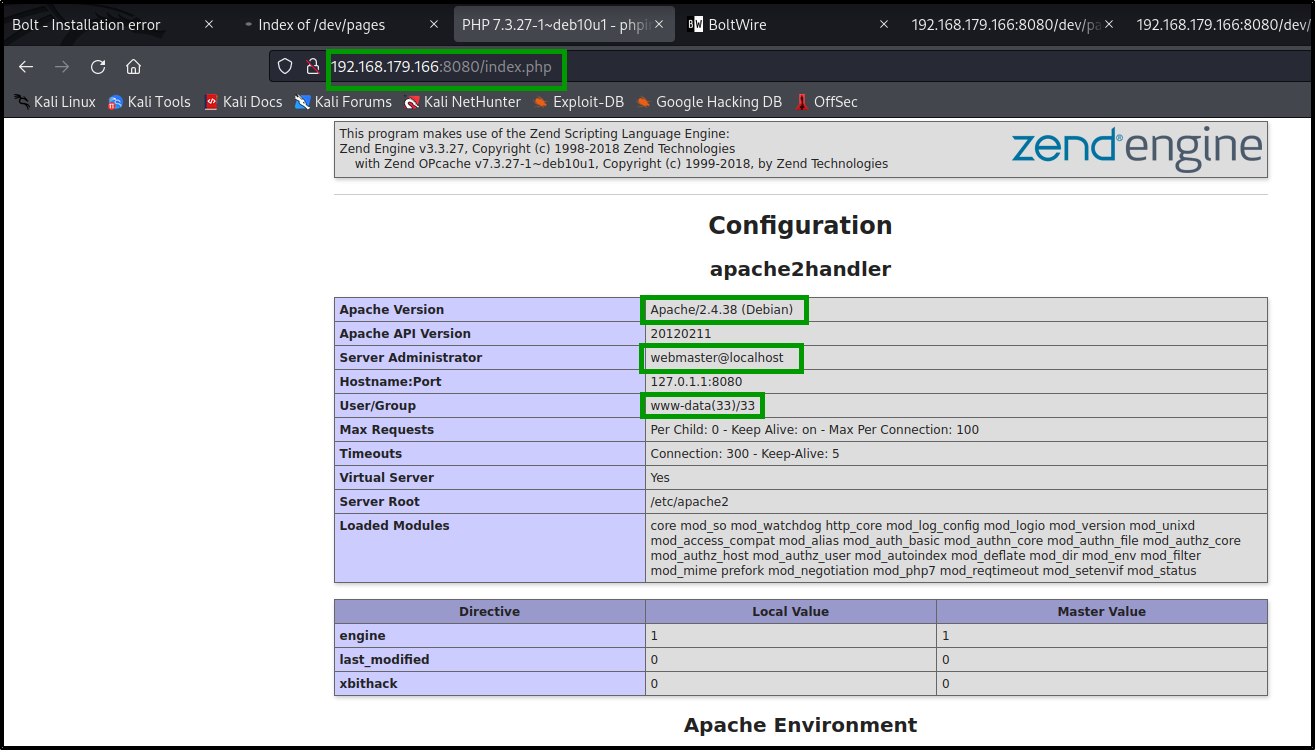 Bolt - Installation error
Index of /dev/pages
PHP 7.3.27-1~deb10u1 - phpi
BoltWire
192.168.179.166:8080/dev/pa
192.168.179.166:8080/dev/
192.168.179.166:8080/index.php
Kali Linux Kali Tools Kali Docs Kali Forums Kali NetHunter Exploit-DB Google Hacking DB OffSec
This program makes use of the Zend Scripting Language Engine:
Zend Engine v3.3.27, Copyright (c) 1998-2018 Zend Technologies
with Zend OPcache v7.3.27-1~deb10u1, Copyright (c) 1999-2018, by Zend Technologies
zend® engine
Configuration
apache2handler
Apache Version Apache/2.4.38 (Debian)
Apache API Version 20120211
Server Administrator webmaster@localhost
Hostname:Port 127.0.1.1:8080
User/Group www-data(33)/33
Max Requests Per Child: 0 - Keep Alive: on - Max Per Connection: 100
Timeouts Connection: 300 - Keep-Alive: 5
Virtual Server Yes
Server Root /etc/apache2
Loaded Modules core mod_so mod_watchdog http_core mod_log_config mod_logio mod_version mod_unixd
mod_access_compat mod_alias mod_auth_basic mod_authn_core mod_authn_file mod_authz_core
mod_authz_host mod_authz_user mod_autoindex mod_deflate mod_dir mod_env mod_filter
mod_mime prefork mod_negotiation mod_php7 mod_reqtimeout mod_setenvif mod_status
Directive Local Value Master Value
engine 1 1
last_modified 0 0
xbithack 0 0
Apache Environment